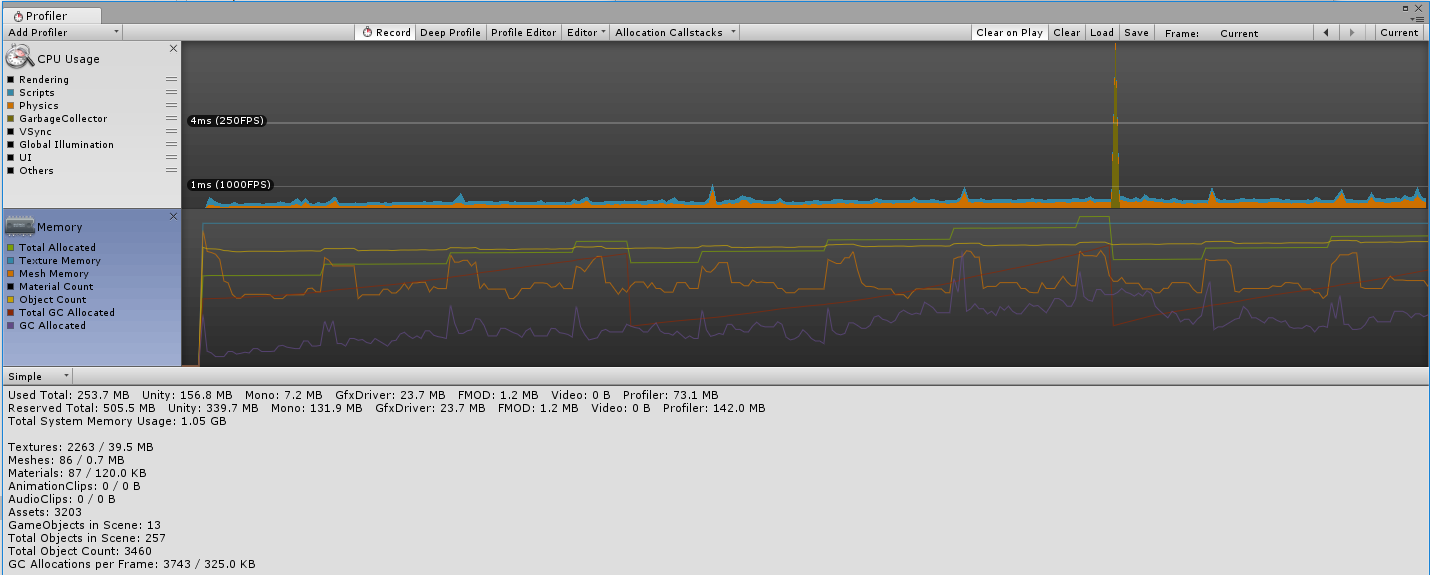 Profiler
Add Profiler Record Deep Profile Profile Editor Editor Allocation Callstacks Clear on Play Clear Load Save Frame: Current Current
CPU Usage
Rendering
Scripts
Physics
GarbageCollector
VSync
Global Illumination
UI
Others
4ms (250FPS)
1ms (1000FPS)
Memory
Total Allocated
Texture Memory
Mesh Memory
Material Count
Object Count
Total GC Allocated
GC Allocated
Simple
Used Total: 253.7 MB Unity: 156.8 MB Mono: 7.2 MB GfxDriver: 23.7 MB FMOD: 1.2 MB Video: 0 B Profiler: 73.1 MB
Reserved Total: 505.5 MB Unity: 339.7 MB Mono: 131.9 MB GfxDriver: 23.7 MB FMOD: 1.2 MB Video: 0 B Profiler: 142.0 MB
Total System Memory Usage: 1.05 GB
Textures: 2263 / 39.5 MB
Meshes: 86 / 0.7 MB
Materials: 87 / 120.0 KB
AnimationClips: 0 / 0 B
AudioClips: 0 / 0 B
Assets: 3203
GameObjects in Scene: 13
Total Objects in Scene: 257
Total Object Count: 3460
GC Allocations per Frame: 3743 / 325.0 KB